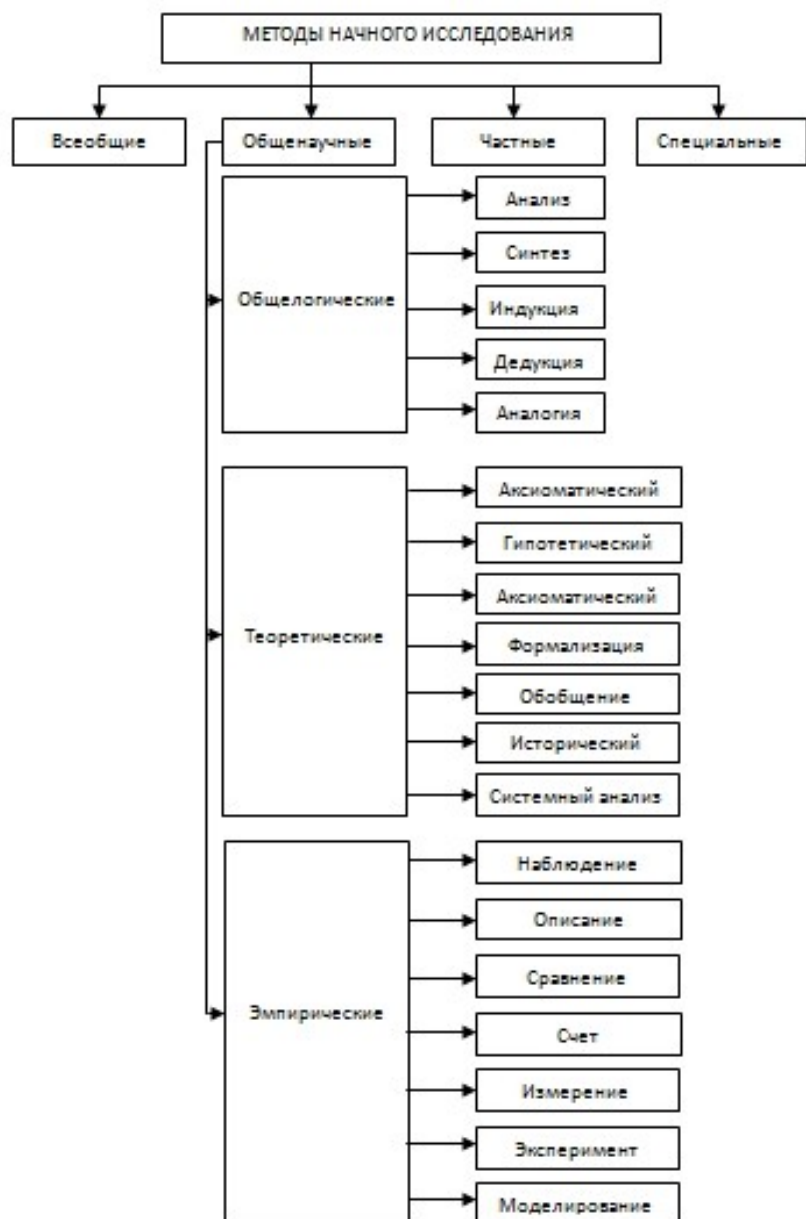 МЕТОДЫ НАЧНОГО ИССЛЕДОВАНИЯ
Всеобщие
Общенаучные
Частные
Специальные
Общелогические
Анализ
Синтез
Индукция
Дедукция
Аналогия
Теоретические
Аксиоматический
Гипотетический
Аксиоматический
Формализация
Обобщение
Исторический
Системный анализ
Эмпирические
Наблюдение
Описание
Сравнение
Счет
Измерение
Эксперимент
Моделирование